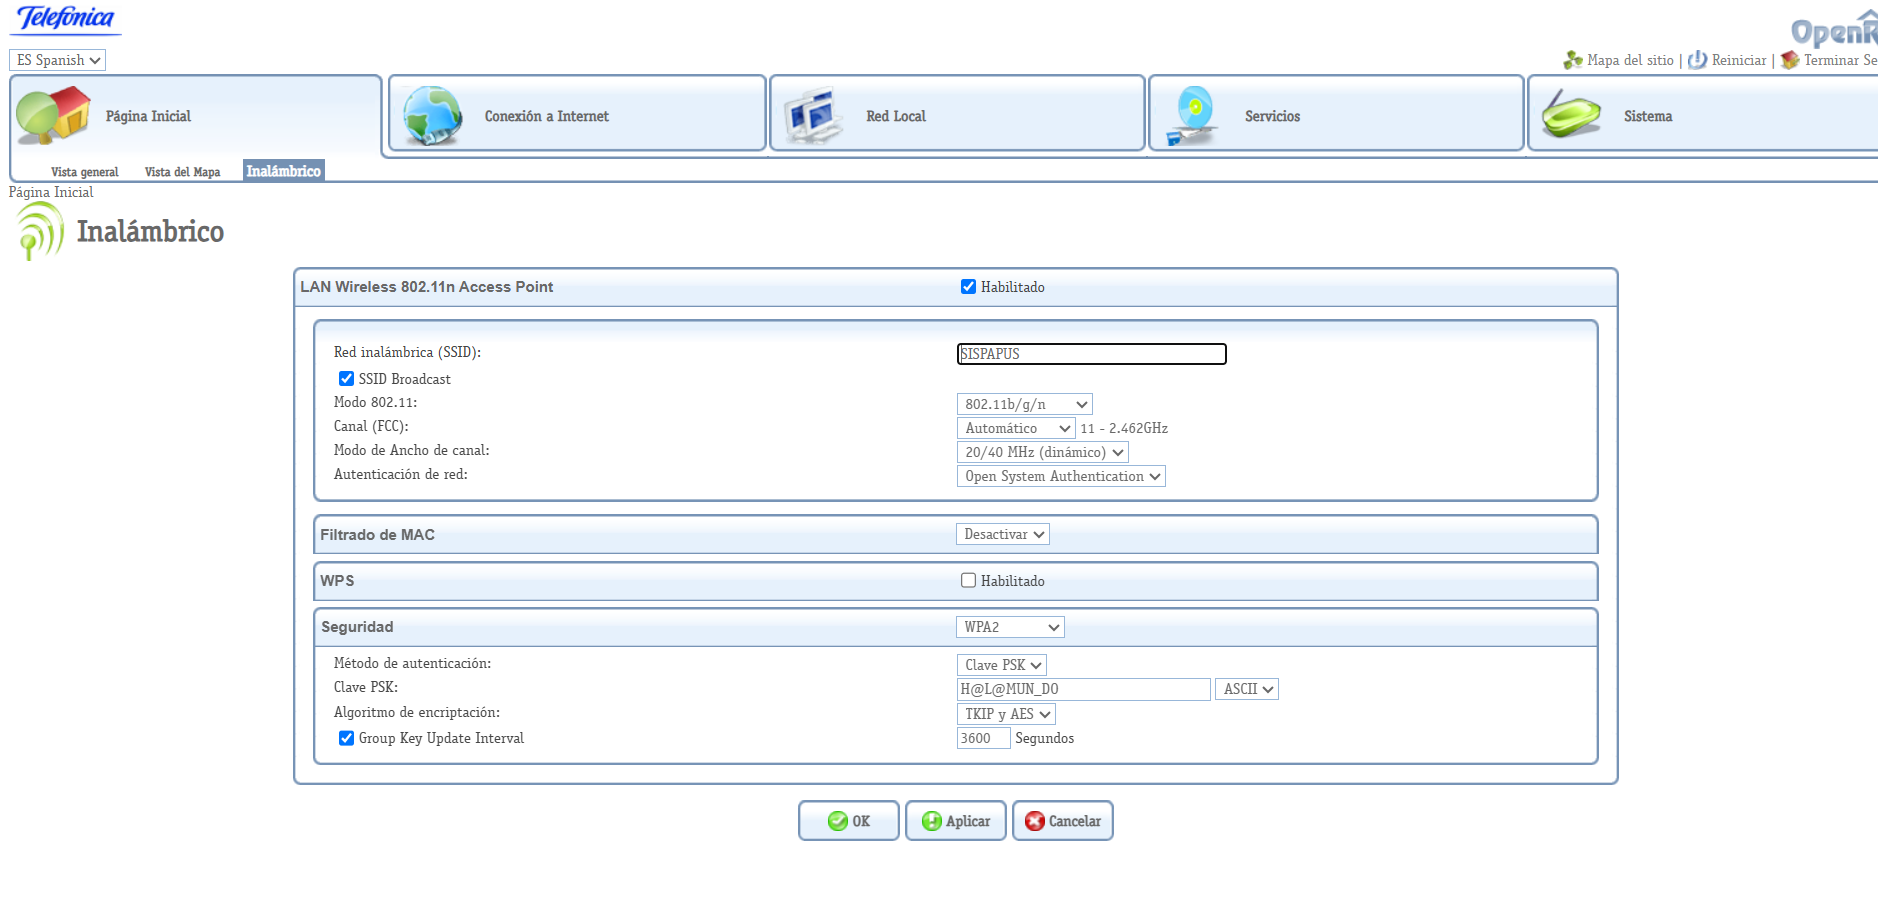 Telefónica
ES Spanish
OpenR
Mapa del sitio | Reiniciar | Terminar Se
Página Inicial
Conexión a Internet
Red Local
Servicios
Sistema
Vista general
Vista del Mapa
Inalámbrico
Página Inicial
Inalámbrico
LAN Wireless 802.11n Access Point
Habilitado
Red inalámbrica (SSID):
SISPAPUS
SSID Broadcast
Modo 802.11:
802.11b/g/n
Canal (FCC):
Automático
11 - 2.462GHz
Modo de Ancho de canal:
20/40 MHz (dinámico)
Autenticación de red:
Open System Authentication
Filtrado de MAC
Desactivar
WPS
Habilitado
Seguridad
WPA2
Método de autenticación:
Clave PSK
Clave PSK:
H@L@MUN_DO
ASCII
Algoritmo de encriptación:
TKIP y AES
Group Key Update Interval
3600
Segundos
OK
Aplicar
Cancelar